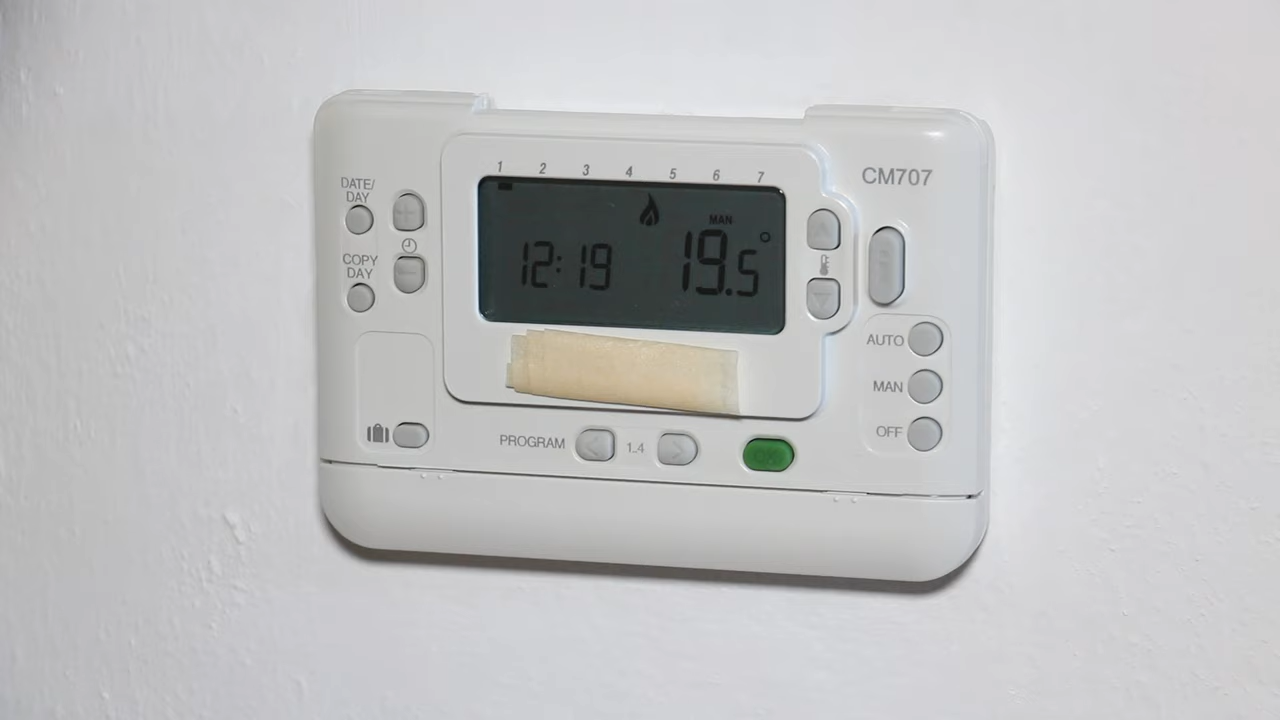 1 2 3 4 5 6 7
CM707
DATE/
DAY
COPY
DAY
MAN
12:19
19.5°
AUTO
MAN
OFF
PROGRAM
1..4
OK